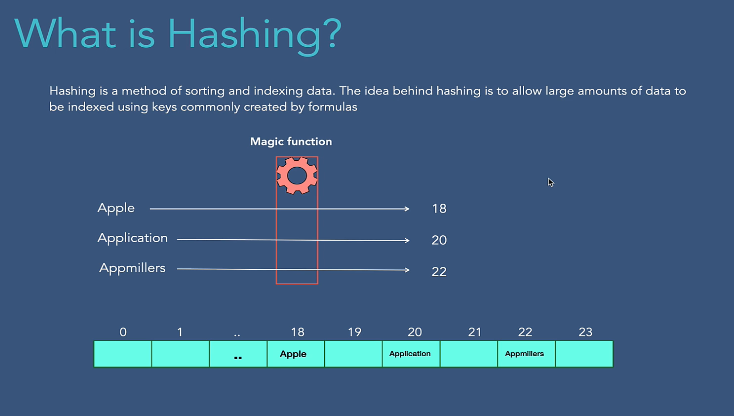 What is Hashing?
Hashing is a method of sorting and indexing data. The idea behind hashing is to allow large amounts of data to
be indexed using keys commonly created by formulas
Magic function
Apple 18
Application 20
Appmillers 22
0 1 .. 18 19 20 21 22 23
.. Apple Application Appmillers